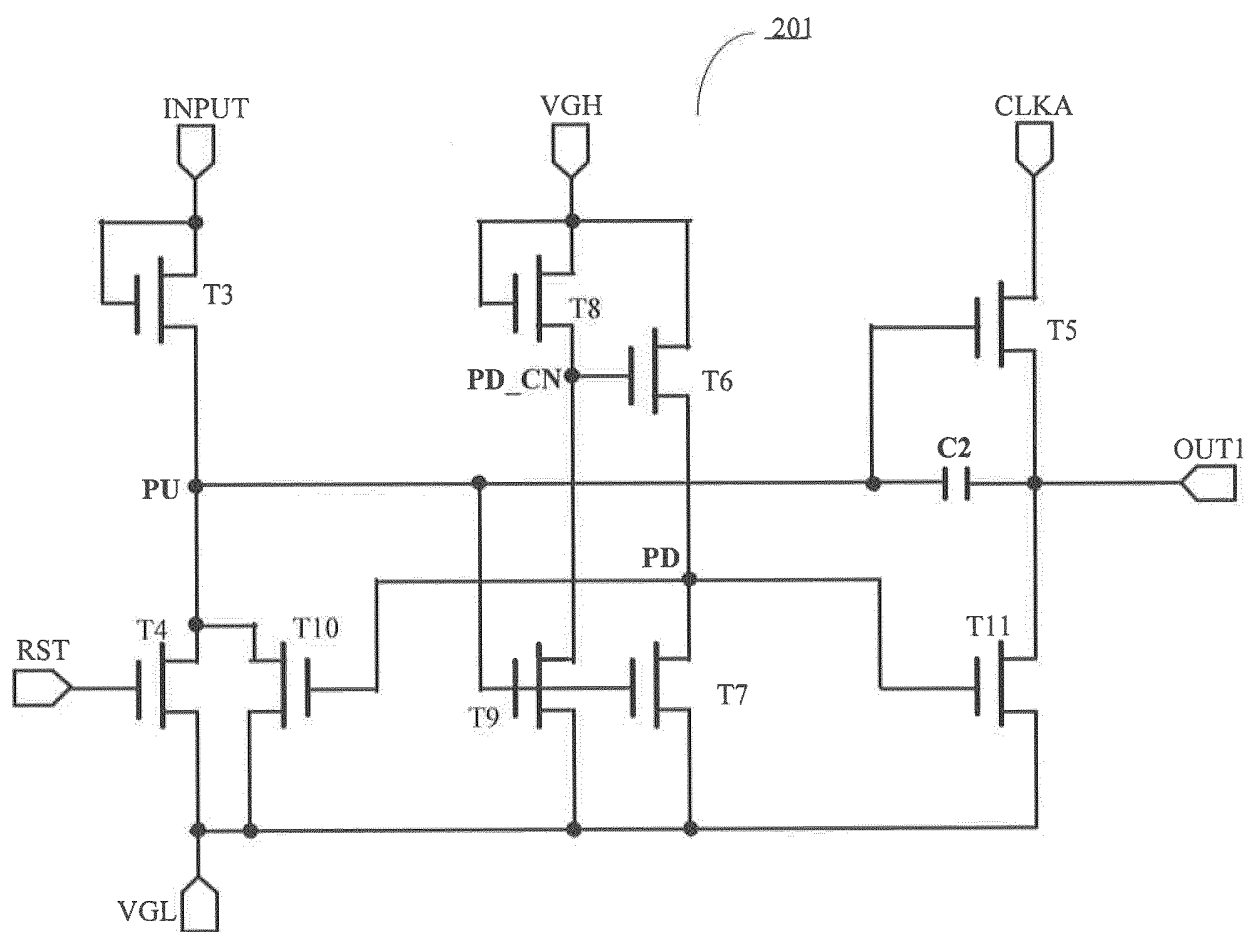 201
INPUT
VGH
CLKA
T3
T8
T5
PD_CN
T6
C2
OUT1
PU
PD
T4
T10
T11
RST
T9
T7
VGL